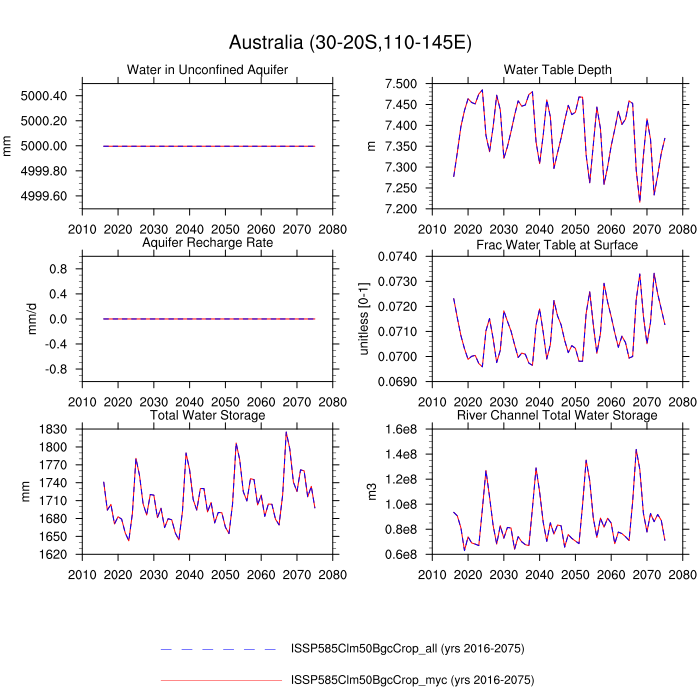 Australia (30-20S,110-145E)
Water in Unconfined Aquifer
Water Table Depth
5000.40
5000.20
5000.00
4999.80
4999.60
mm
2010 2020 2030 2040 2050 2060 2070 2080
7.500
7.450
7.400
7.350
7.300
7.250
7.200
m
2010 2020 2030 2040 2050 2060 2070 2080
Aquifer Recharge Rate
Frac Water Table at Surface
0.8
0.4
0.0
-0.4
-0.8
mm/d
2010 2020 2030 2040 2050 2060 2070 2080
0.0740
0.0730
0.0720
0.0710
0.0700
0.0690
unitless [0-1]
2010 2020 2030 2040 2050 2060 2070 2080
Total Water Storage
River Channel Total Water Storage
1830
1800
1770
1740
1710
1680
1650
1620
mm
2010 2020 2030 2040 2050 2060 2070 2080
1.6e8
1.4e8
1.2e8
1.0e8
0.8e8
0.6e8
m3
2010 2020 2030 2040 2050 2060 2070 2080
ISSP585Clm50BgcCrop_all (yrs 2016-2075)
ISSP585Clm50BgcCrop_myc (yrs 2016-2075)